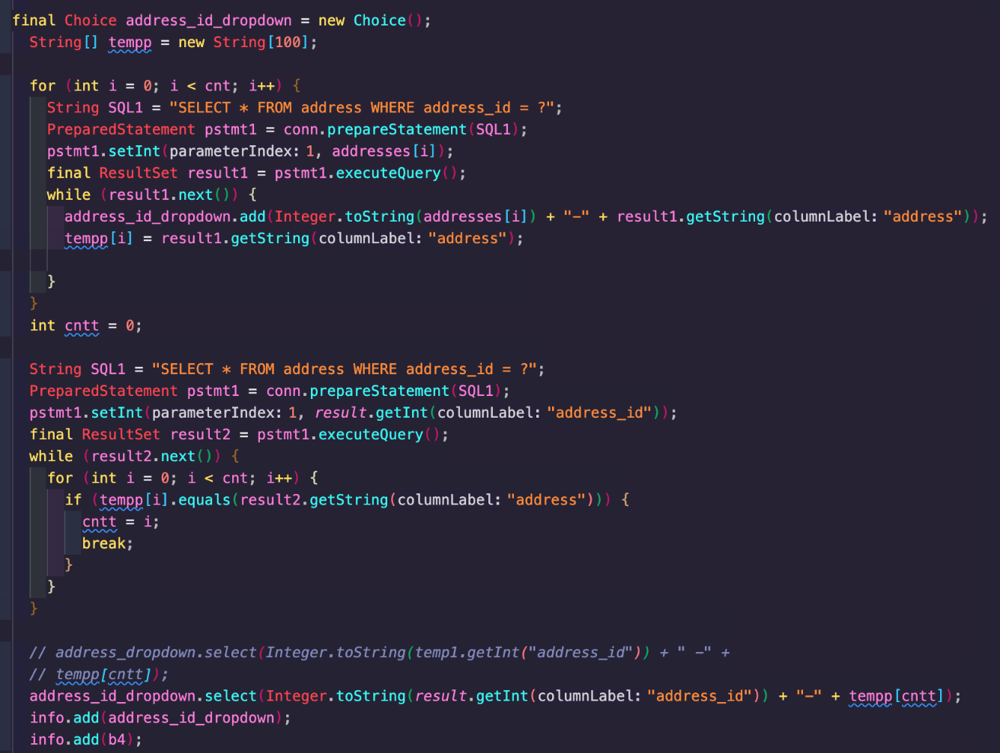 final Choice address_id_dropdown = new Choice();
String[] tempp = new String[100];
for (int i = 0; i < cnt; i++) {
String SQL1 = "SELECT * FROM address WHERE address_id = ?";
PreparedStatement pstmt1 = conn.prepareStatement(SQL1);
pstmt1.setInt(parameterIndex: 1, addresses[i]);
final ResultSet result1 = pstmt1.executeQuery();
while (result1.next()) {
address_id_dropdown.add(Integer.toString(addresses[i]) + "-" + result1.getString(columnLabel: "address"));
tempp[i] = result1.getString(columnLabel: "address");
}
}
int cntt = 0;
String SQL1 = "SELECT * FROM address WHERE address_id = ?";
PreparedStatement pstmt1 = conn.prepareStatement(SQL1);
pstmt1.setInt(parameterIndex: 1, result.getInt(columnLabel: "address_id"));
final ResultSet result2 = pstmt1.executeQuery();
while (result2.next()) {
for (int i = 0; i < cnt; i++) {
if (tempp[i].equals(result2.getString(columnLabel: "address"))) {
cntt = i;
break;
}
}
}
// address_dropdown.select(Integer.toString(temp1.getInt("address_id")) + " -" +
// tempp[cntt]);
address_id_dropdown.select(Integer.toString(result.getInt(columnLabel: "address_id")) + "-" + tempp[cntt]);
info.add(address_id_dropdown);
info.add(b4);